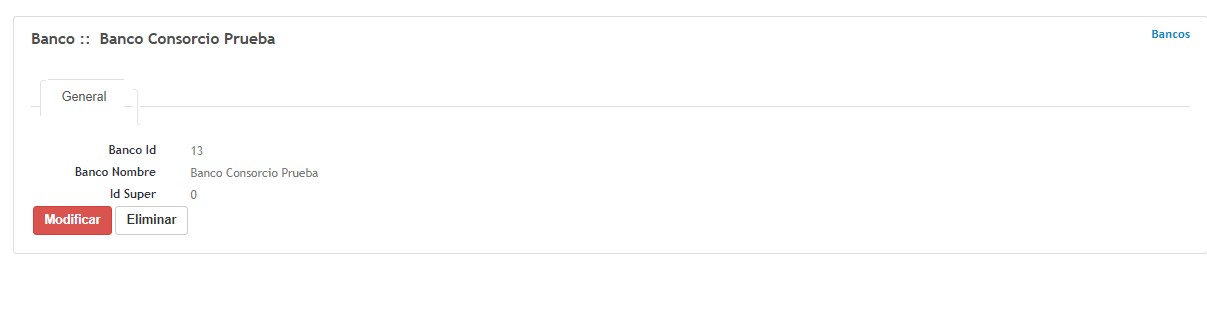 Banco :: Banco Consorcio Prueba
Bancos
General
Banco Id 13
Banco Nombre Banco Consorcio Prueba
Id Super 0
Modificar Eliminar